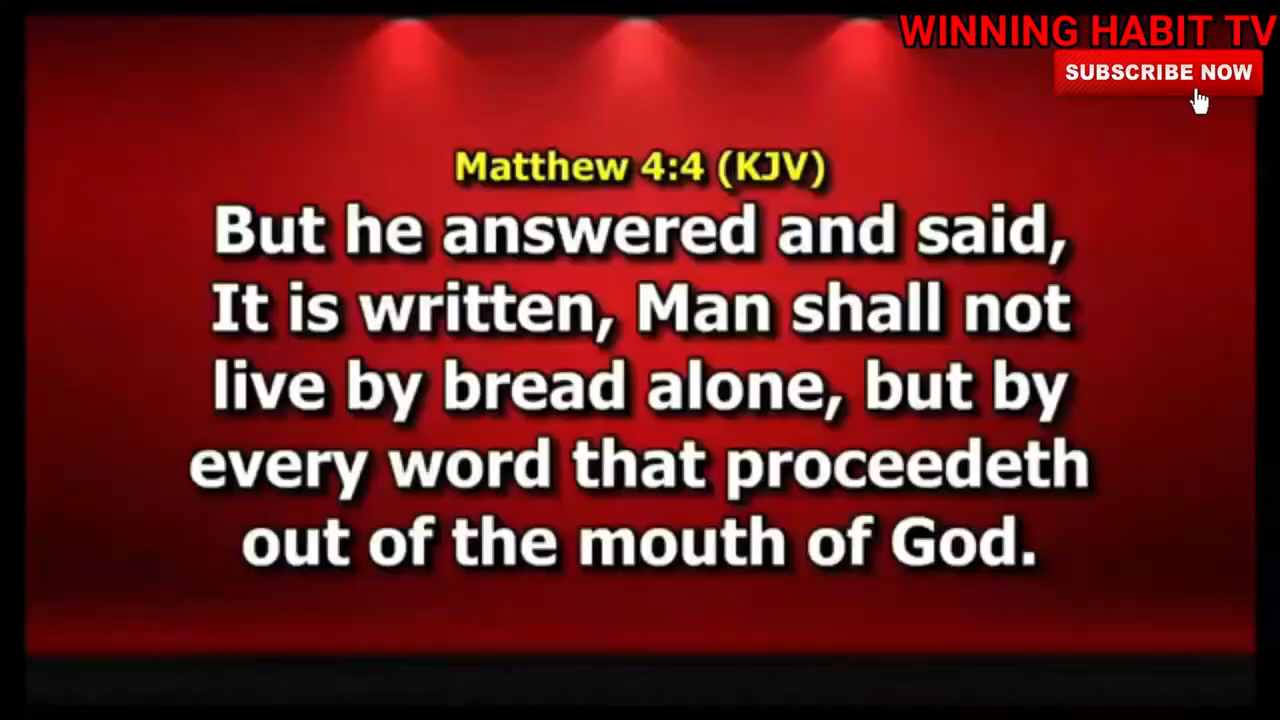 WINNING HABIT TV
SUBSCRIBE NOW
Matthew 4:4 (KJV)
But he answered and said,
It is written, Man shall not
live by bread alone, but by
every word that proceedeth
out of the mouth of God.